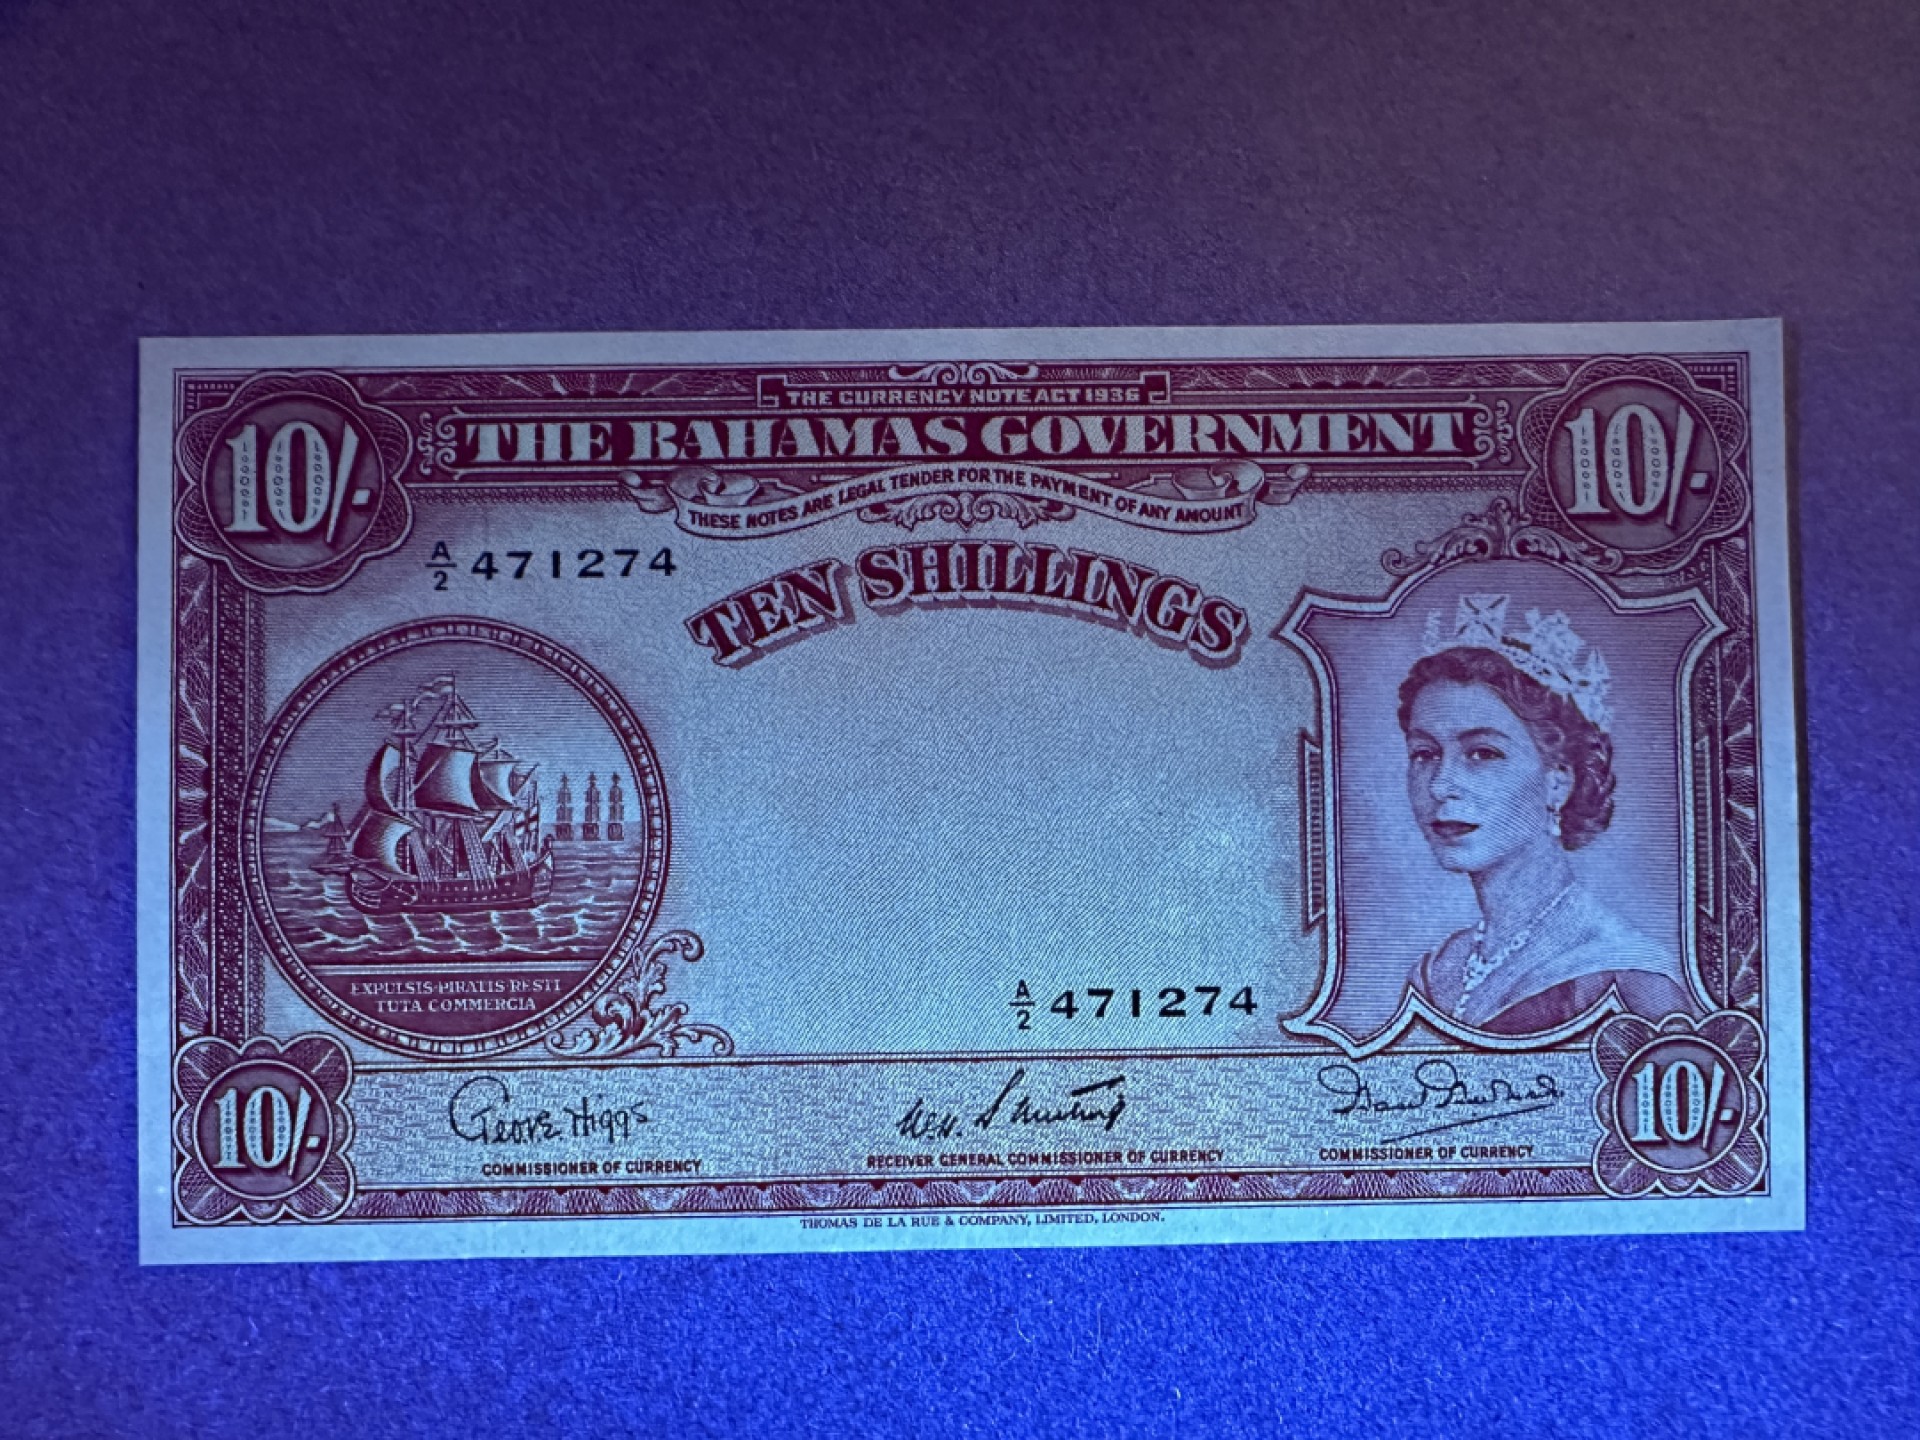 THE CURRENCY NOTE ACT 1936
10/- THE BAHAMAS GOVERNMENT 10/-
THESE NOTES ARE LEGAL TENDER FOR THE PAYMENT OF ANY AMOUNT
A/2 471274
TEN SHILLINGS
EXPULSIS PIRATIS RESTI
TUTA COMMERCIA
A/2 471274
10/- Geo. E. Higgs 10/-
COMMISSIONER OF CURRENCY RECEIVER GENERAL COMMISSIONER OF CURRENCY COMMISSIONER OF CURRENCY
THOMAS DE LA RUE & COMPANY, LIMITED, LONDON.